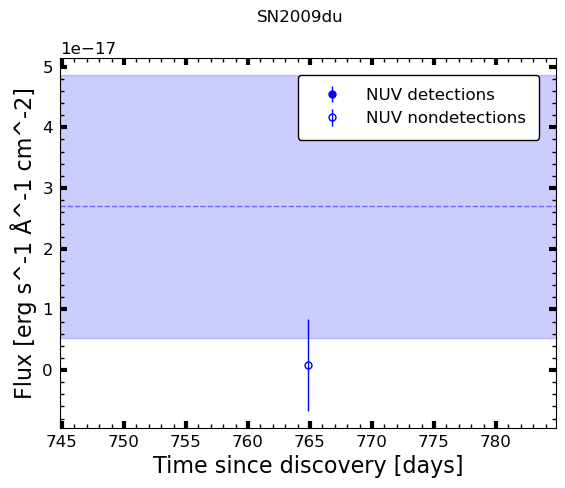 SN2009du
1e−17
5
4
3
2
1
0
NUV detections
NUV nondetections
Flux [erg s^-1 Å^-1 cm^-2]
745 750 755 760 765 770 775 780
Time since discovery [days]